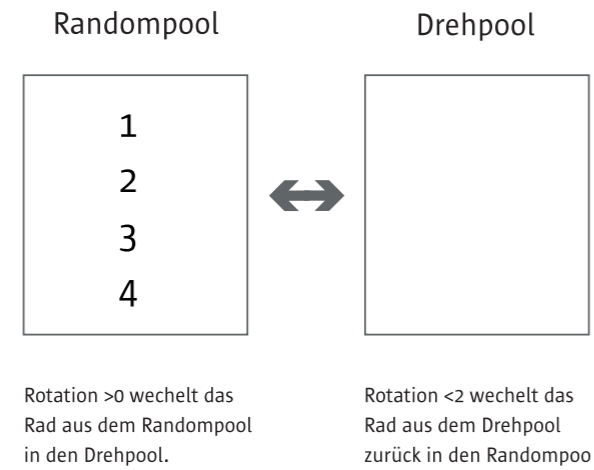 Randompool
Drehpool
1
2
3
4
Rotation >0 wechelt das
Rad aus dem Randompool
in den Drehpool.
Rotation <2 wechelt das
Rad aus dem Drehpool
zurück in den Randompoo